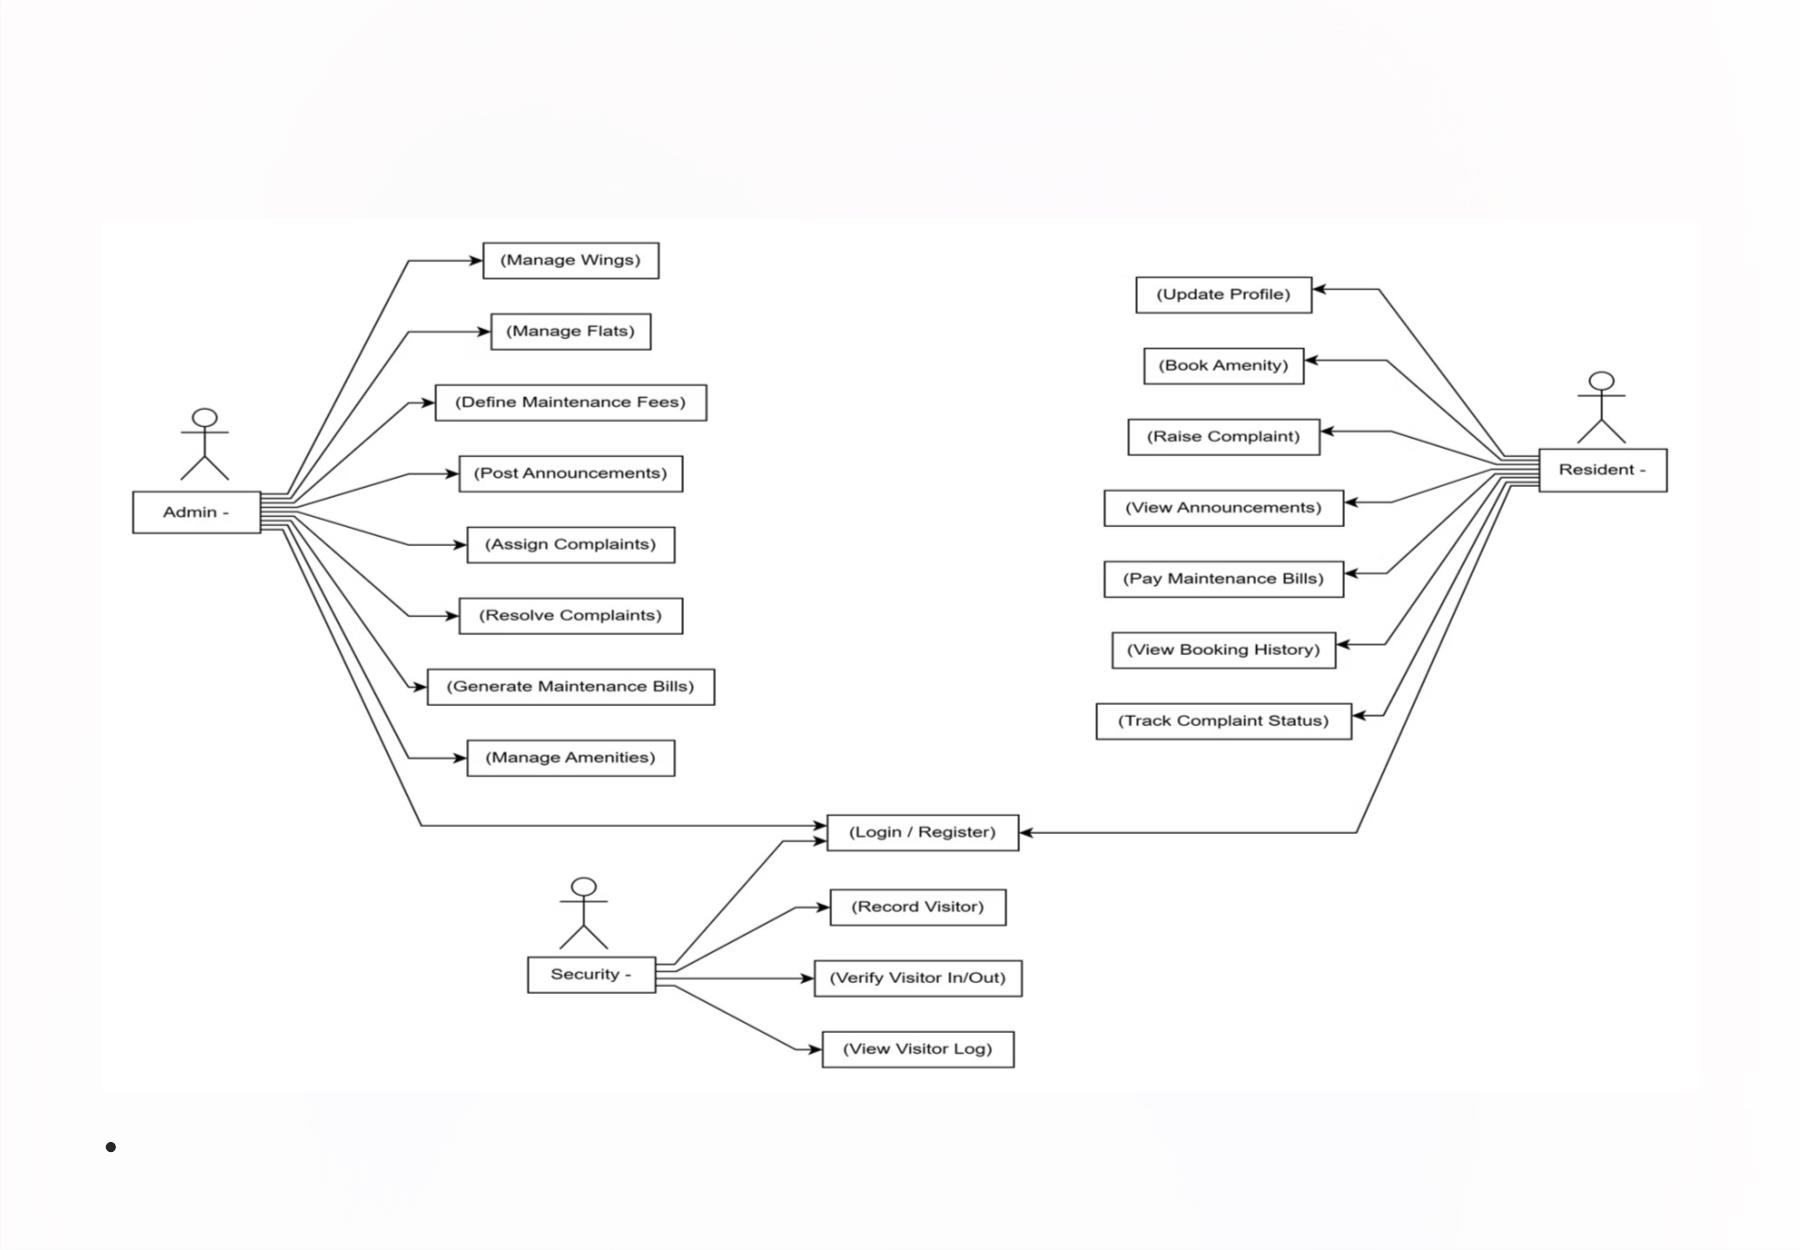 (Manage Wings)
(Manage Flats)
(Define Maintenance Fees)
(Post Announcements)
Admin -
(Assign Complaints)
(Resolve Complaints)
(Generate Maintenance Bills)
(Manage Amenities)
(Update Profile)
(Book Amenity)
(Raise Complaint)
Resident -
(View Announcements)
(Pay Maintenance Bills)
(View Booking History)
(Track Complaint Status)
(Login / Register)
(Record Visitor)
Security -
(Verify Visitor In/Out)
(View Visitor Log)